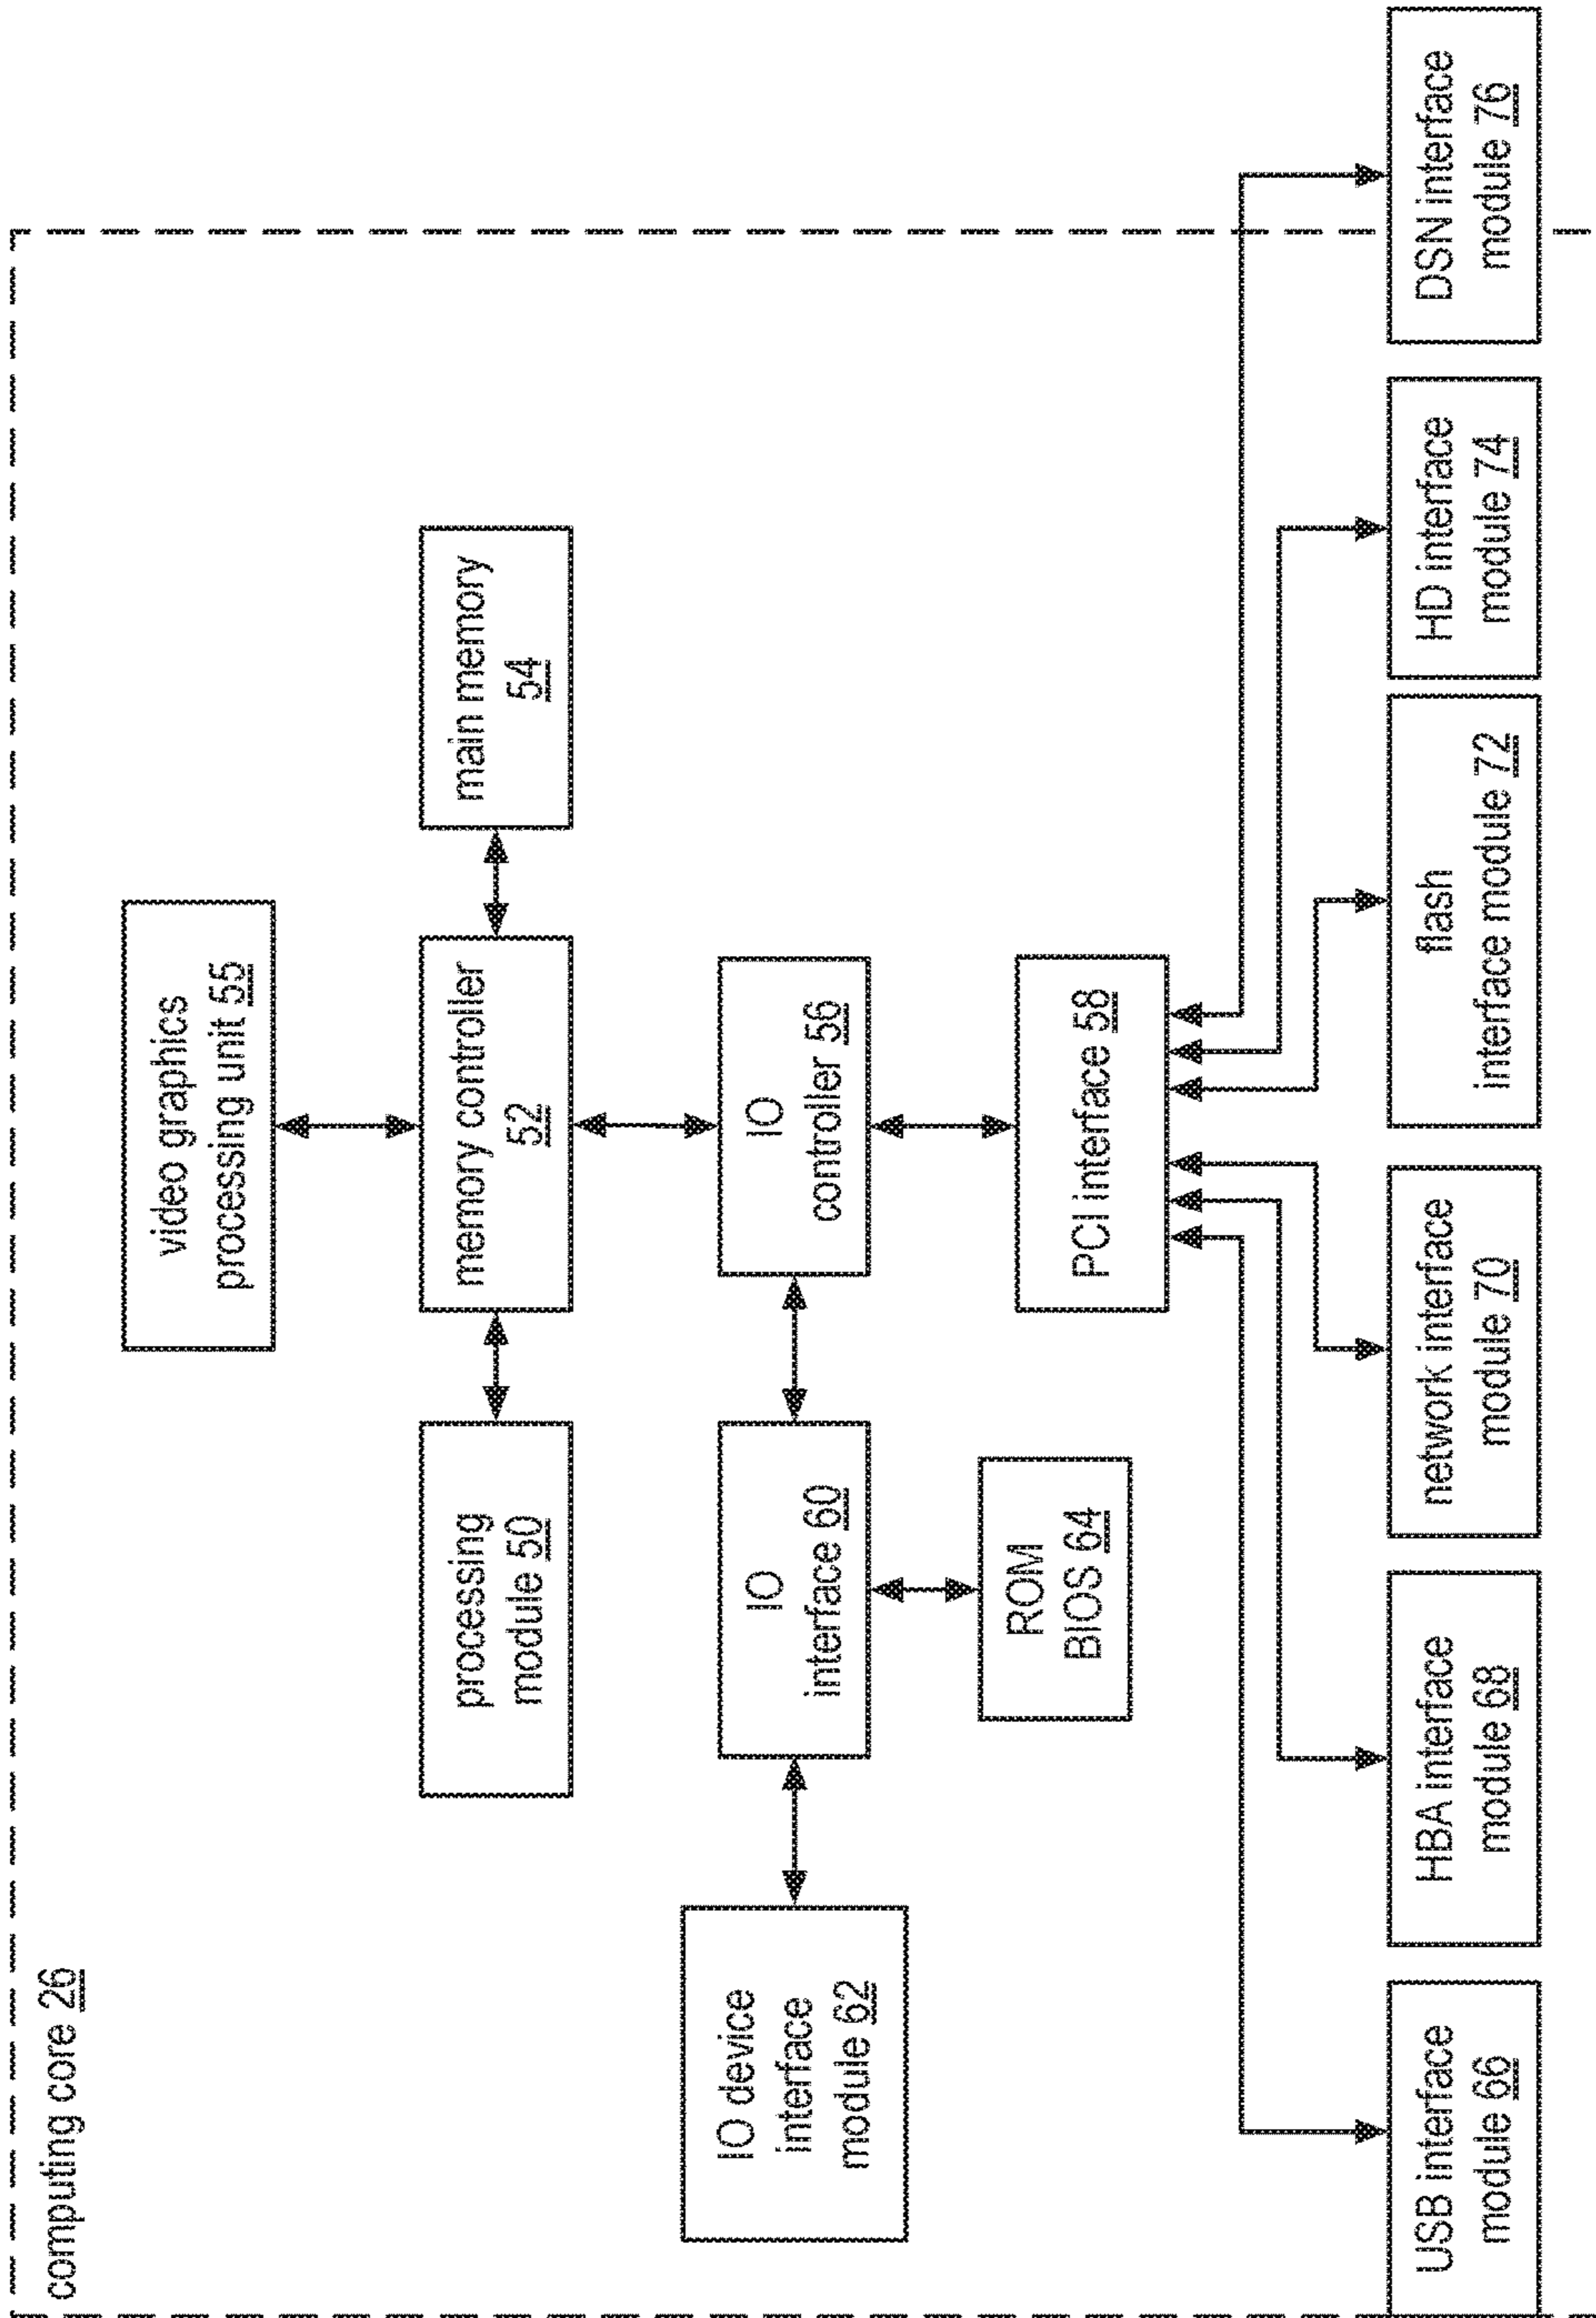 computing core 26
video graphics
processing unit 55
processing
module 50
memory controller
52
main memory
54
IO device
interface
module 62
IO
interface 60
IO
controller 56
ROM
BIOS 64
PCI interface 58
USB interface
module 66
HBA interface
module 68
network interface
module 70
flash
interface module 72
HD interface
module 74
DSN interface
module 76